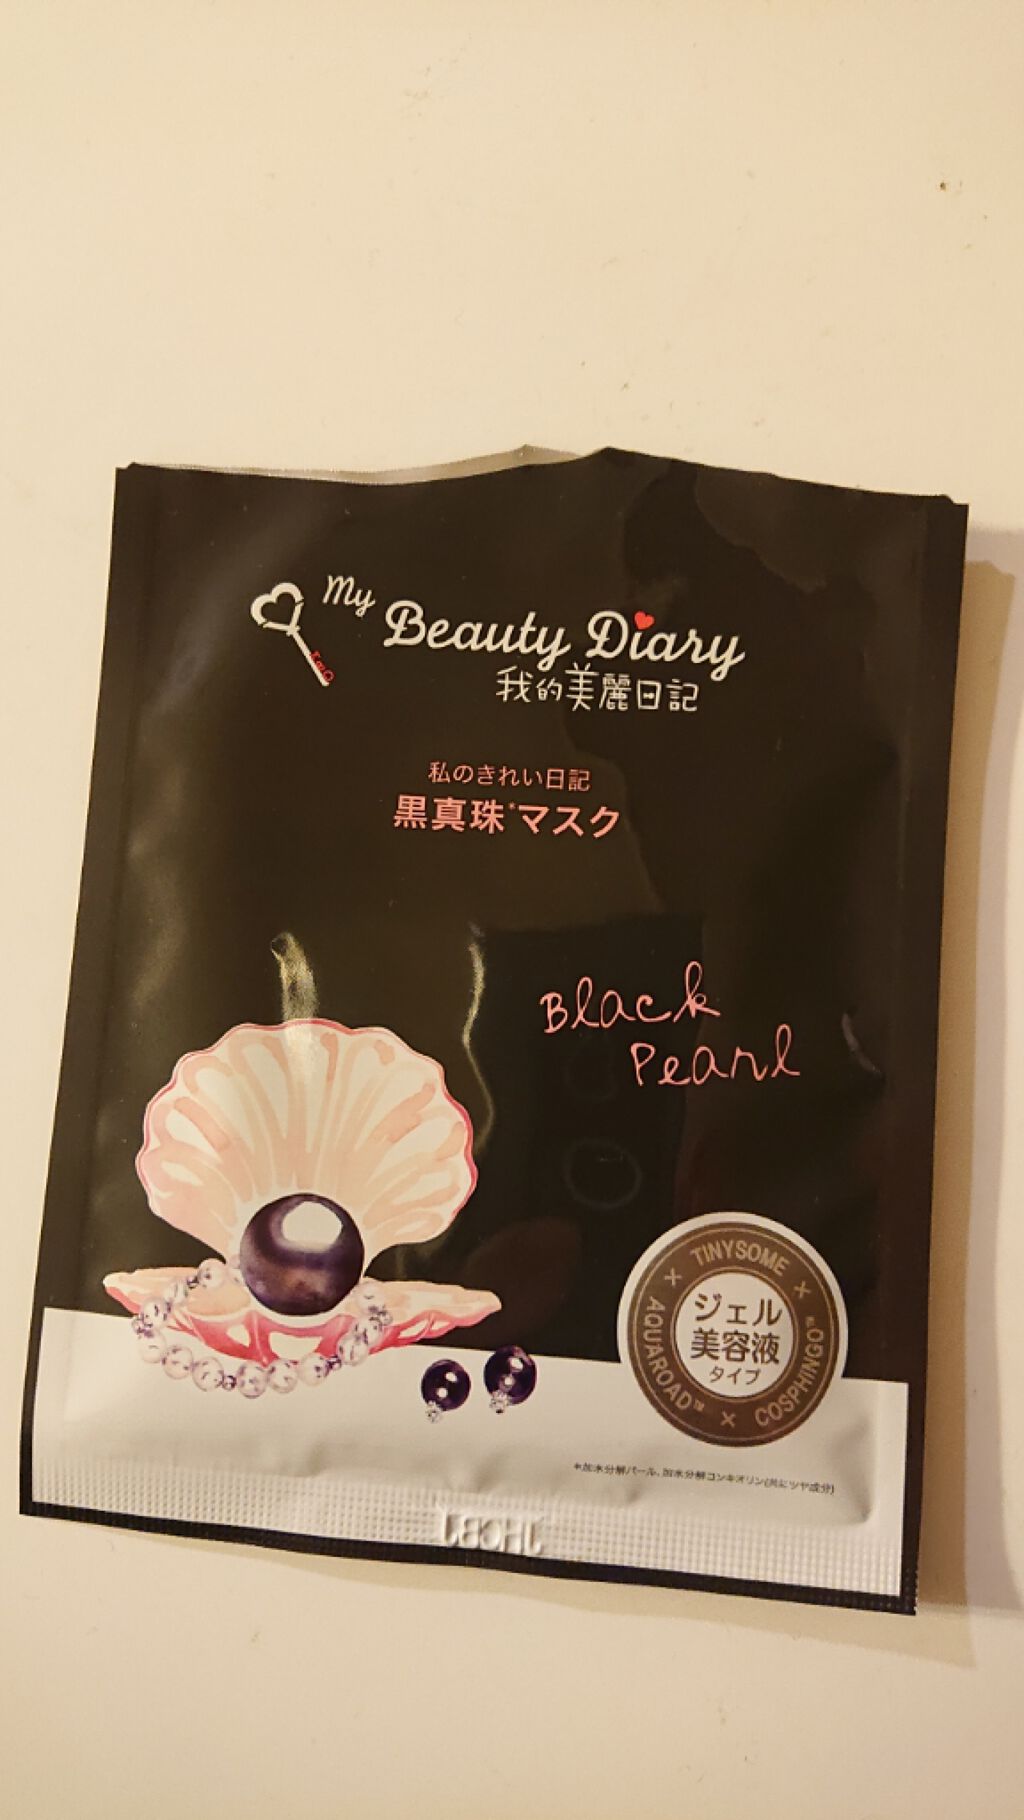 My
Beauty Diary
我的美麗日記
私のきれい日記
黒真珠*マスク
Black
Pearl
TINYSOME
×
COSPHINGO™
×
AQUAROAD™
×
ジェル
美容液
タイプ
*加水分解パール、加水分解コンキオリン(共にツヤ成分)